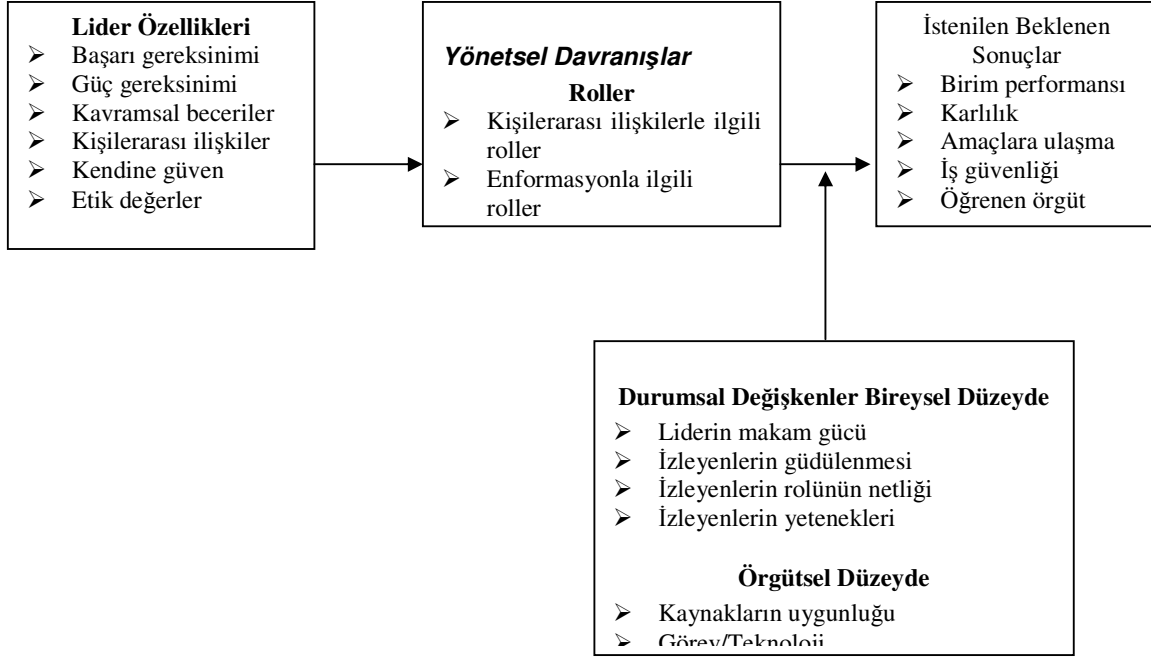 Lider Özellikleri
➢ Başarı gereksinimi
➢ Güç gereksinimi
➢ Kavramsal beceriler
➢ Kişilerarası ilişkiler
➢ Kendine güven
➢ Etik değerler
Yönetsel Davranışlar
Roller
➢ Kişilerarası ilişkilerle ilgili
roller
➢ Enformasyonla ilgili
roller
İstenilen Beklenen
Sonuçlar
➢ Birim performansı
➢ Karlılık
➢ Amaçlara ulaşma
➢ İş güvenliği
➢ Öğrenen örgüt
Durumsal Değişkenler Bireysel Düzeyde
➢ Liderin makam gücü
➢ İzleyenlerin güdülenmesi
➢ İzleyenlerin rolünün netliği
➢ İzleyenlerin yetenekleri
Örgütsel Düzeyde
➢ Kaynakların uygunluğu
➢ Görev/Teknoloji